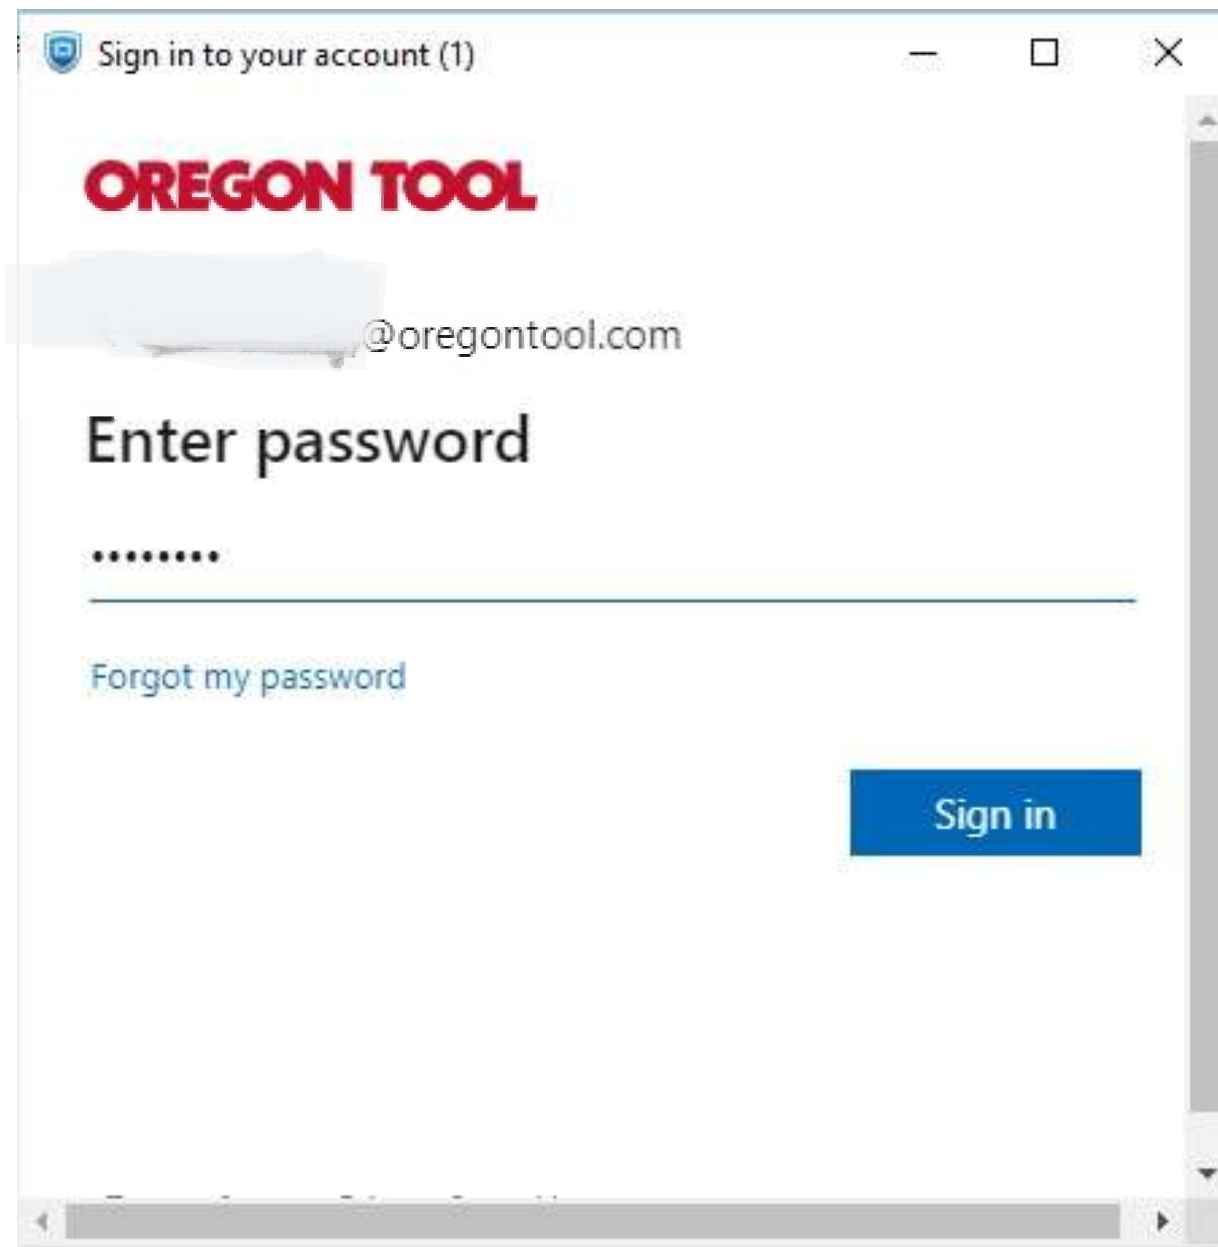 Sign in to your account (1)
OREGON TOOL
@oregontool.com
Enter password
••••••••
Forgot my password
Sign in